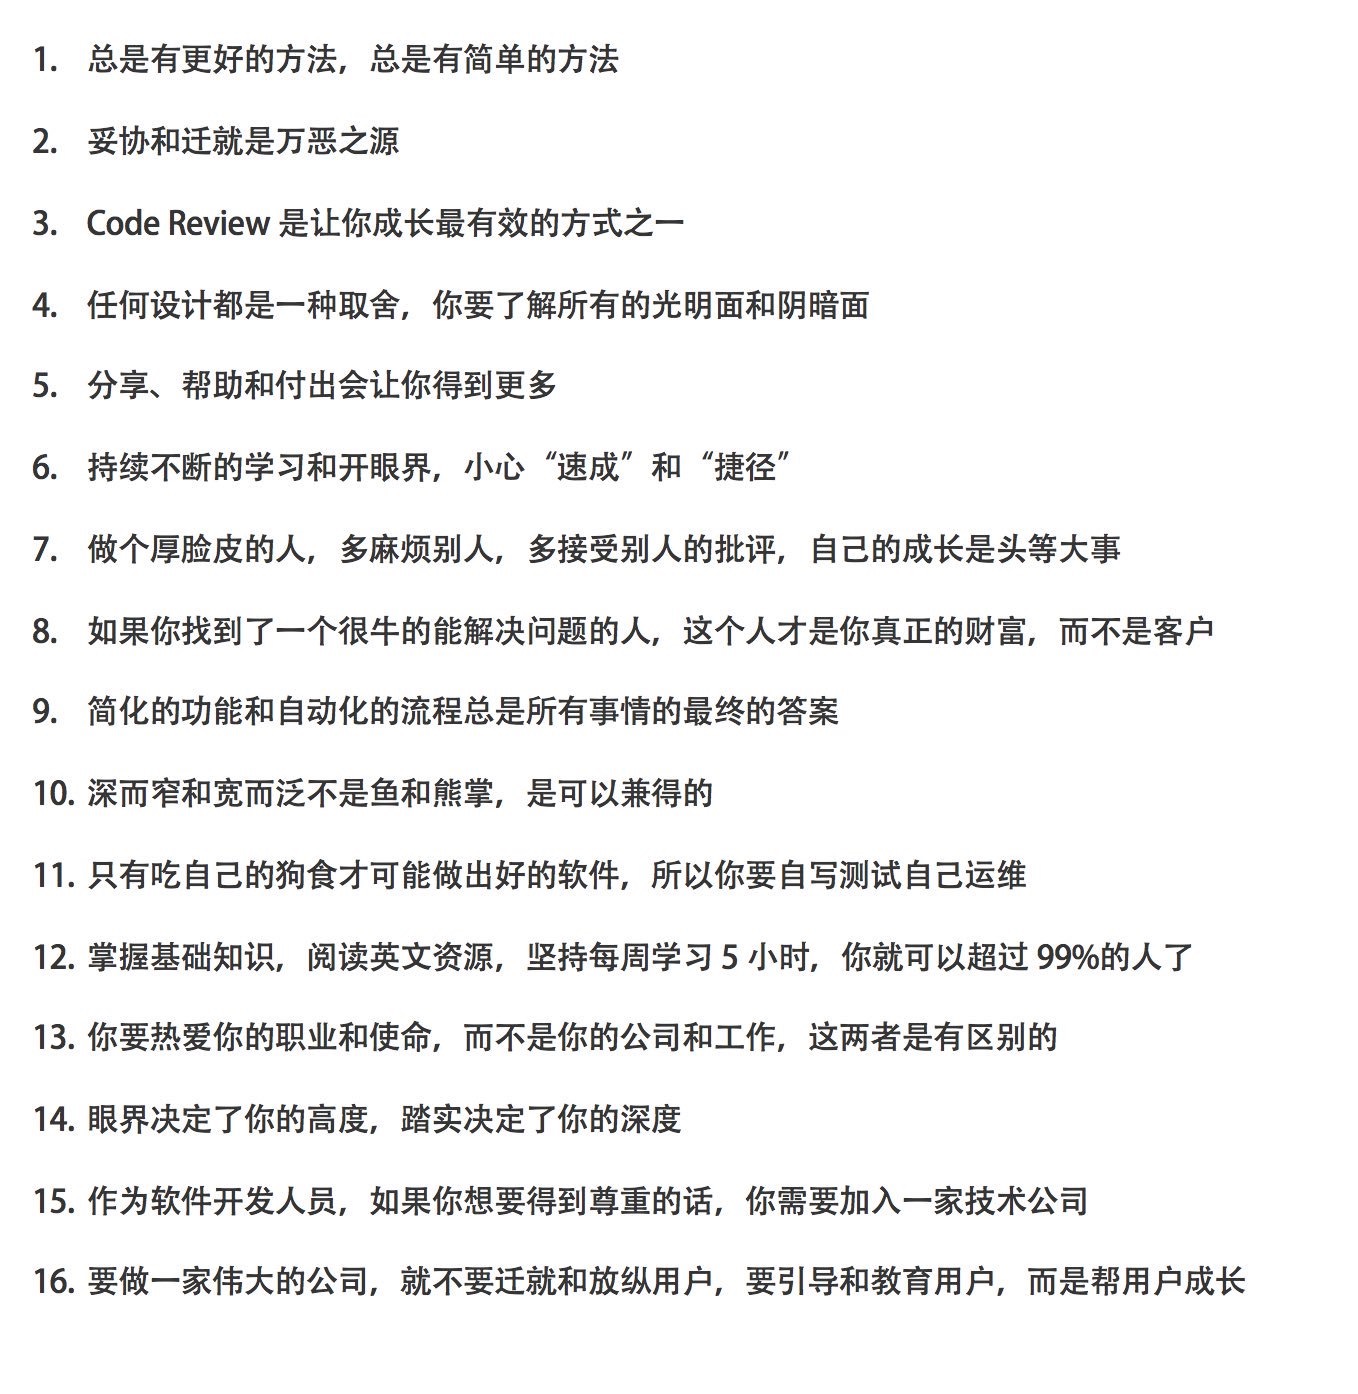 1. 总是有更好的方法，总是有简单的方法
2. 妥协和迁就是万恶之源
3. Code Review 是让你成长最有效的方式之一
4. 任何设计都是一种取舍，你要了解所有的光明面和阴暗面
5. 分享、帮助和付出会让你得到更多
6. 持续不断的学习和开眼界，小心“速成”和“捷径”
7. 做个厚脸皮的人，多麻烦别人，多接受别人的批评，自己的成长是头等大事
8. 如果你找到了一个很牛的能解决问题的人，这个人才是你真正的财富，而不是客户
9. 简化的功能和自动化的流程总是所有事情的最终的答案
10. 深而窄和宽而泛不是鱼和熊掌，是可以兼得的
11. 只有吃自己的狗食才可能做出好的软件，所以你要自写测试自己运维
12. 掌握基础知识，阅读英文资源，坚持每周学习 5 小时，你就可以超过 99%的人了
13. 你要热爱你的职业和使命，而不是你的公司和工作，这两者是有区别的
14. 眼界决定了你的高度，踏实决定了你的深度
15. 作为软件开发人员，如果你想要得到尊重的话，你需要加入一家技术公司
16. 要做一家伟大的公司，就不要迁就和放纵用户，要引导和教育用户，而是帮用户成长